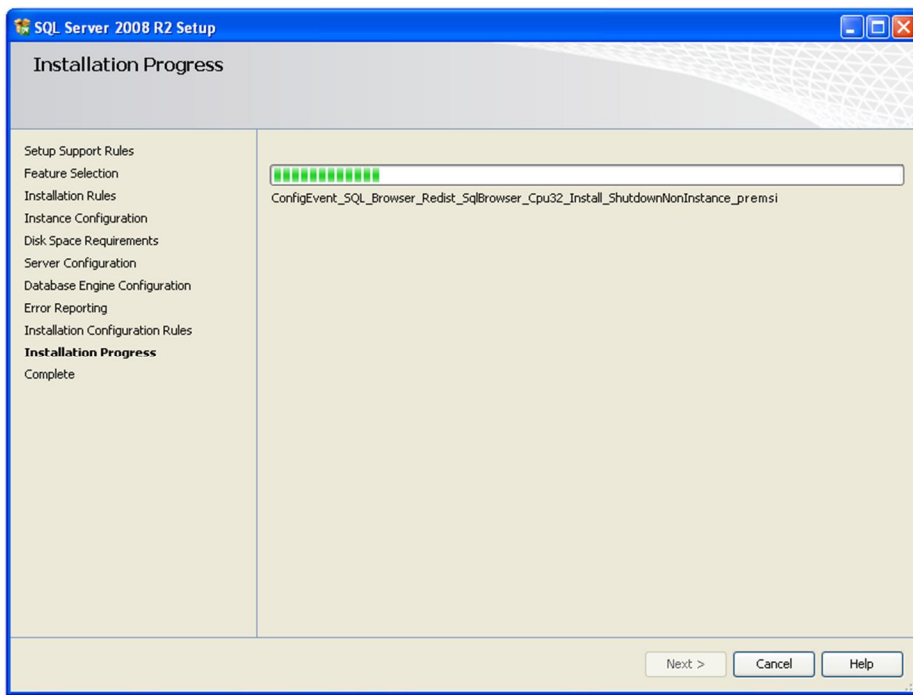 SQL Server 2008 R2 Setup
Installation Progress
Setup Support Rules
Feature Selection
Installation Rules
Instance Configuration
Disk Space Requirements
Server Configuration
Database Engine Configuration
Error Reporting
Installation Configuration Rules
Installation Progress
Complete
ConfigEvent_SQL_Browser_Redist_SqlBrowser_Cpu32_Install_ShutdownNonInstance_premsi
Next >
Cancel
Help